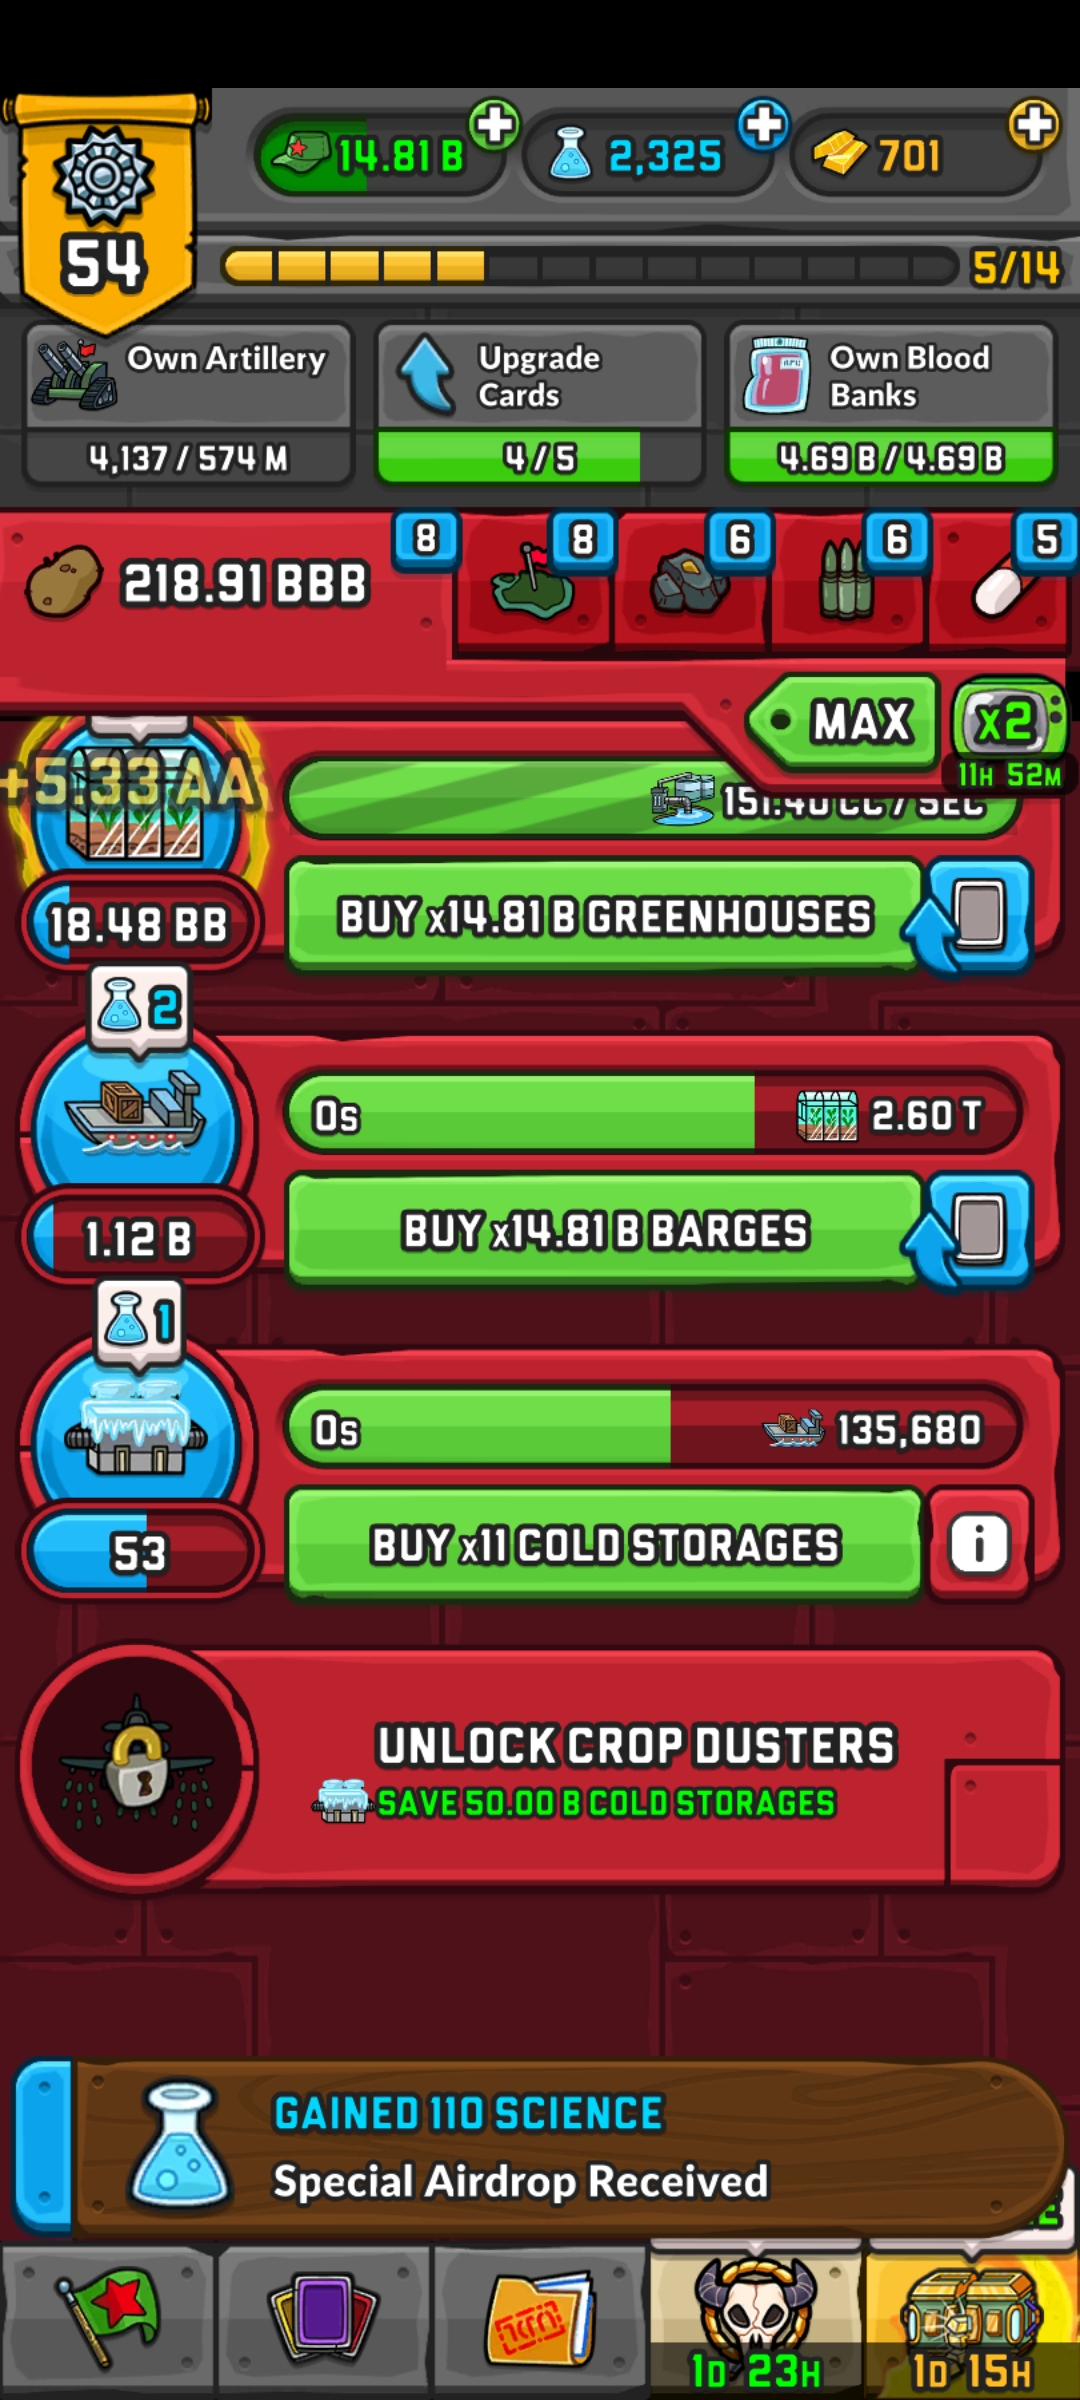 14.81 B
2,325
701
54
5/14
Own Artillery
4,137 / 574 M
Upgrade
Cards
4 / 5
Own Blood
Banks
4.69 B / 4.69 B
218.91 BBB
8
8
6
6
5
MAX
x2
11H 52M
+5.33 AA
151.40 CC / SEC
18.48 BB
BUY x14.81 B GREENHOUSES
2
0s
2.60 T
1.12 B
BUY x14.81 B BARGES
1
0s
135,680
53
BUY x11 COLD STORAGES
i
UNLOCK CROP DUSTERS
SAVE 50.00 B COLD STORAGES
GAINED 110 SCIENCE
Special Airdrop Received
1D 23H
1D 15H